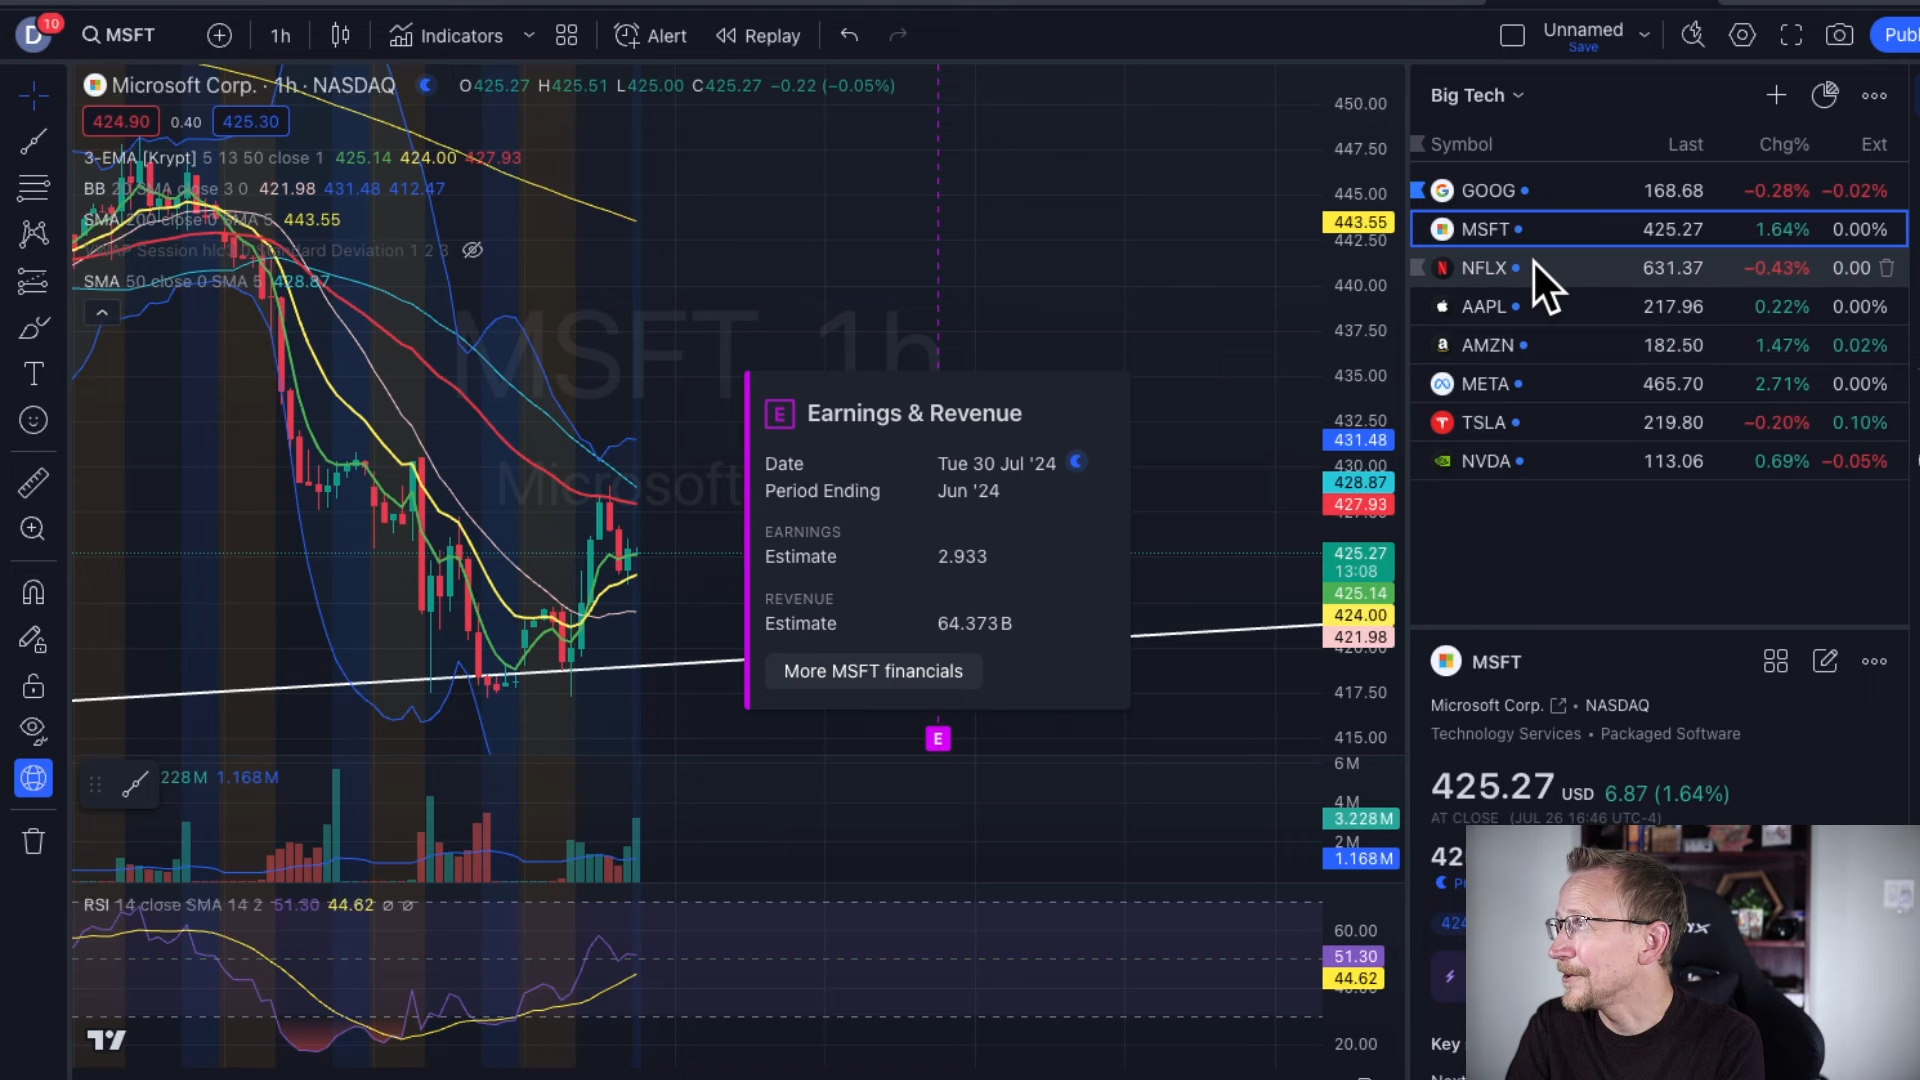 D 10 MSFT 1h Indicators Alert Replay Unnamed Save Publ
Microsoft Corp. · 1h · NASDAQ O425.27 H425.51 L425.00 C425.27 −0.22 (−0.05%)
424.90 0.40 425.30
3-EMA [Krypt] 5 13 50 close 1 425.14 424.00 427.93
BB 20 SMA close 3 0 421.98 431.48 412.47
SMA 200 close 0 SMA 5 443.55
VWAP Session hlc3 0 Standard Deviation 1 2 3
SMA 50 close 0 SMA 5 428.87
MSFT 1h
Microsoft
450.00
447.50
445.00
443.55
442.50
440.00
437.50
435.00
432.50
431.48
430.00
428.87
427.93
425.27
13:08
425.14
424.00
421.98
417.50
415.00
E Earnings & Revenue
Date Tue 30 Jul '24
Period Ending Jun '24
EARNINGS
Estimate 2.933
REVENUE
Estimate 64.373B
More MSFT financials
E
228M 1.168M
6M
4M
3.228M
2M
1.168M
RSI 14 close SMA 14 2 51.30 44.62 ∅ ∅
60.00
51.30
44.62
20.00
Big Tech
Symbol Last Chg% Ext
GOOG 168.68 −0.28% −0.02%
MSFT 425.27 1.64% 0.00%
NFLX 631.37 −0.43% 0.00
AAPL 217.96 0.22% 0.00%
AMZN 182.50 1.47% 0.02%
META 465.70 2.71% 0.00%
TSLA 219.80 −0.20% 0.10%
NVDA 113.06 0.69% −0.05%
MSFT
Microsoft Corp. • NASDAQ
Technology Services • Packaged Software
425.27 USD 6.87 (1.64%)
AT CLOSE (JUL 26 16:46 UTC-4)
42
424
Key